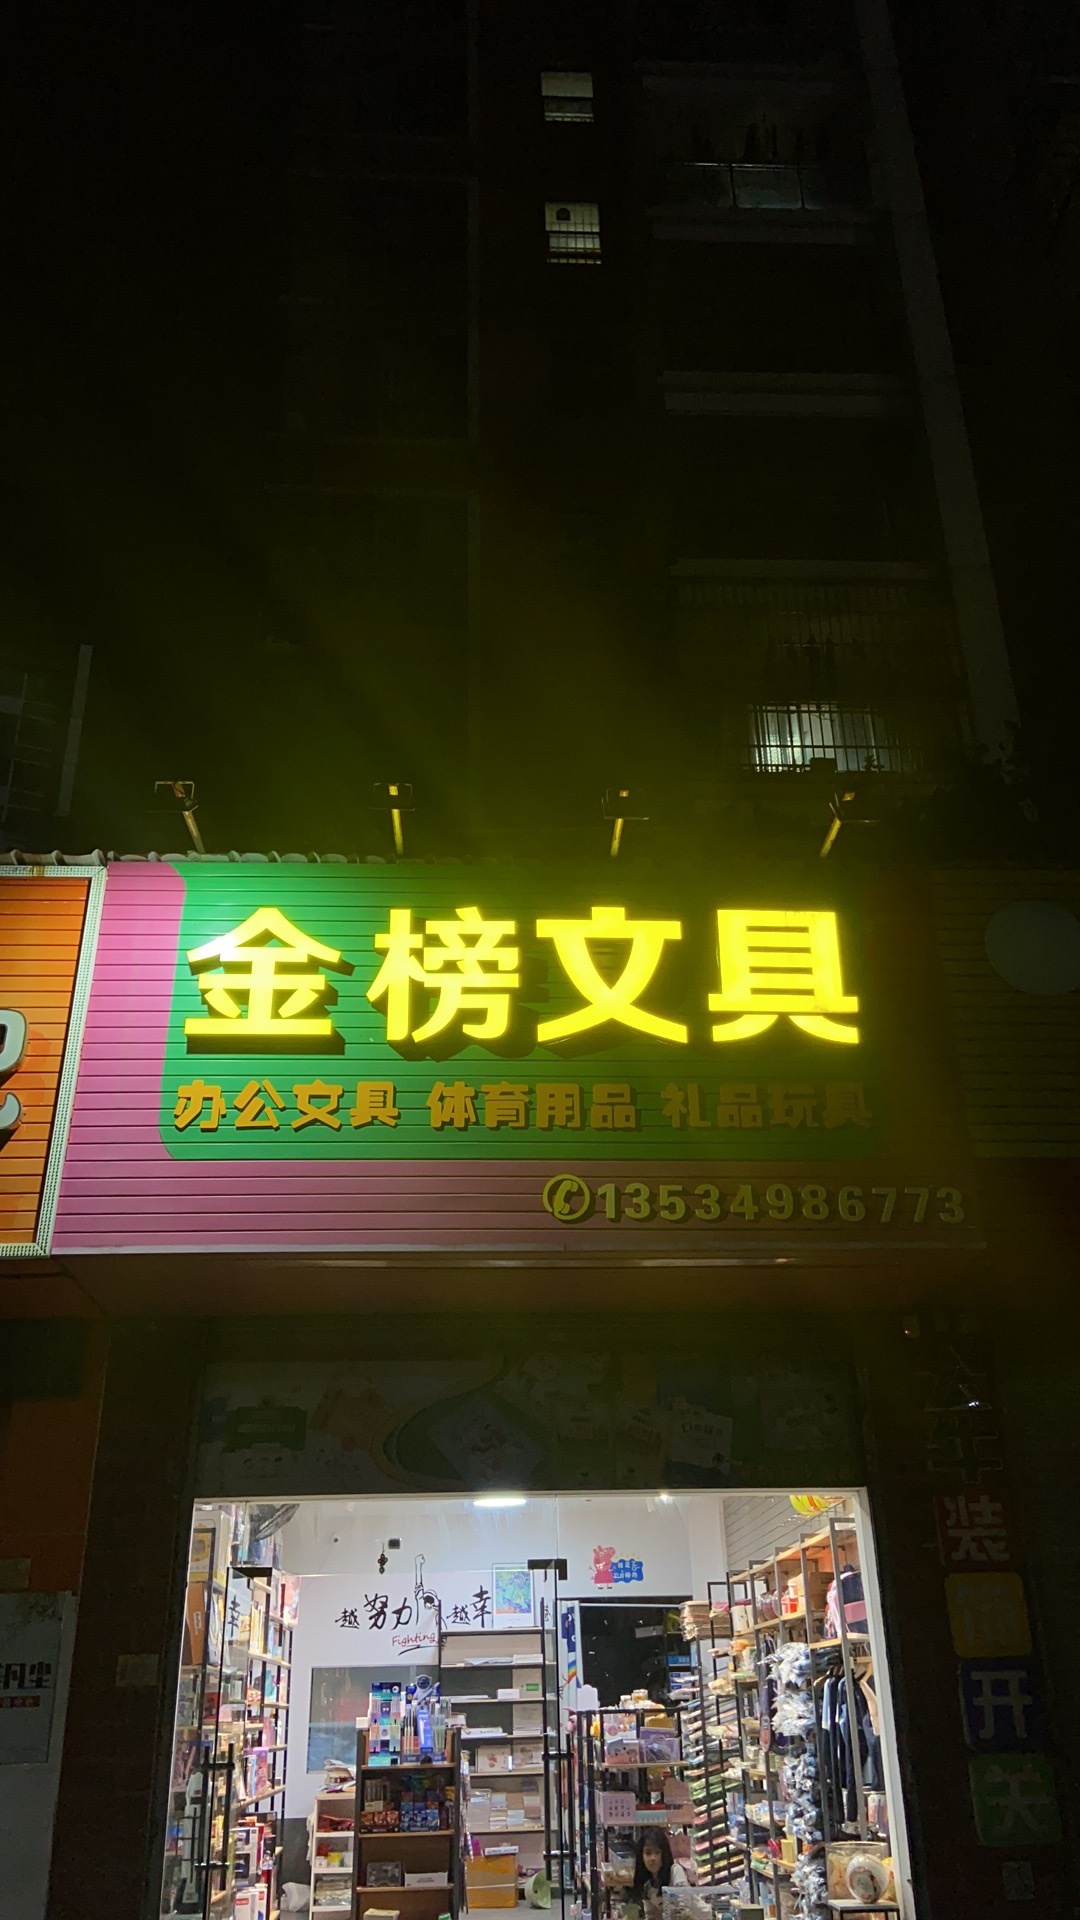 金榜文具
办公文具 体育用品 礼品玩具
13534986773
越努力越幸
Fighting
装
开
关